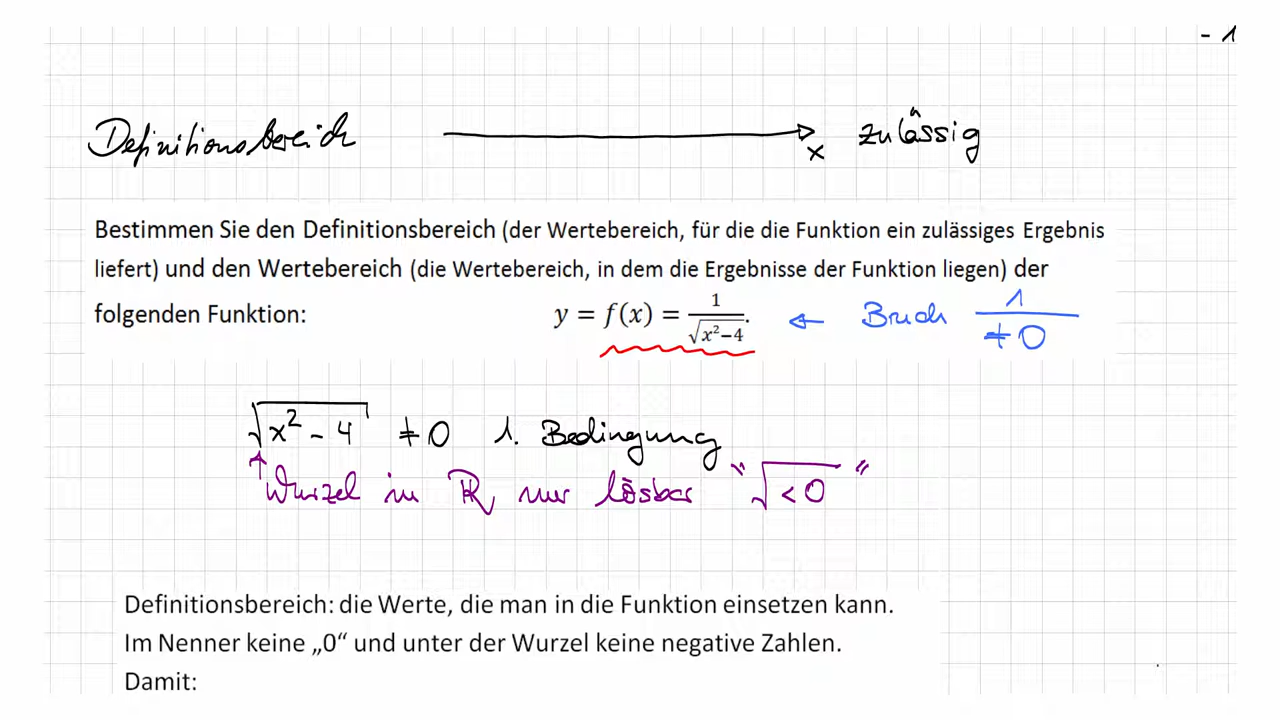 - 1
Definitionsbereich x zulässig
Bestimmen Sie den Definitionsbereich (der Wertebereich, für die die Funktion ein zulässiges Ergebnis
liefert) und den Wertebereich (die Wertebereich, in dem die Ergebnisse der Funktion liegen) der
folgenden Funktion: y = f(x) = 1/√(x²−4). ← Bruch 1/≠0
√(x² − 4) ≠ 0 1. Bedingung
↑ Wurzel in ℝ nur lösbar "√<0"
Definitionsbereich: die Werte, die man in die Funktion einsetzen kann.
Im Nenner keine „0“ und unter der Wurzel keine negative Zahlen.
Damit: